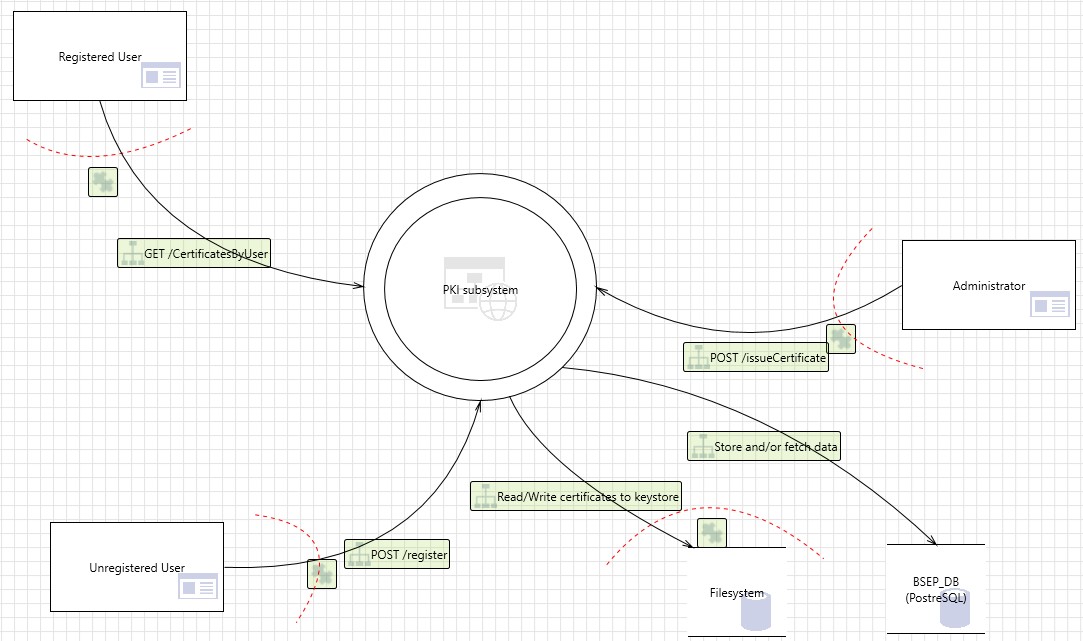 Registered User
GET /CertificatesByUser
PKI subsystem
Administrator
POST /issueCertificate
Store and/or fetch data
Read/Write certificates to keystore
POST /register
Unregistered User
Filesystem
BSEP_DB
(PostreSQL)